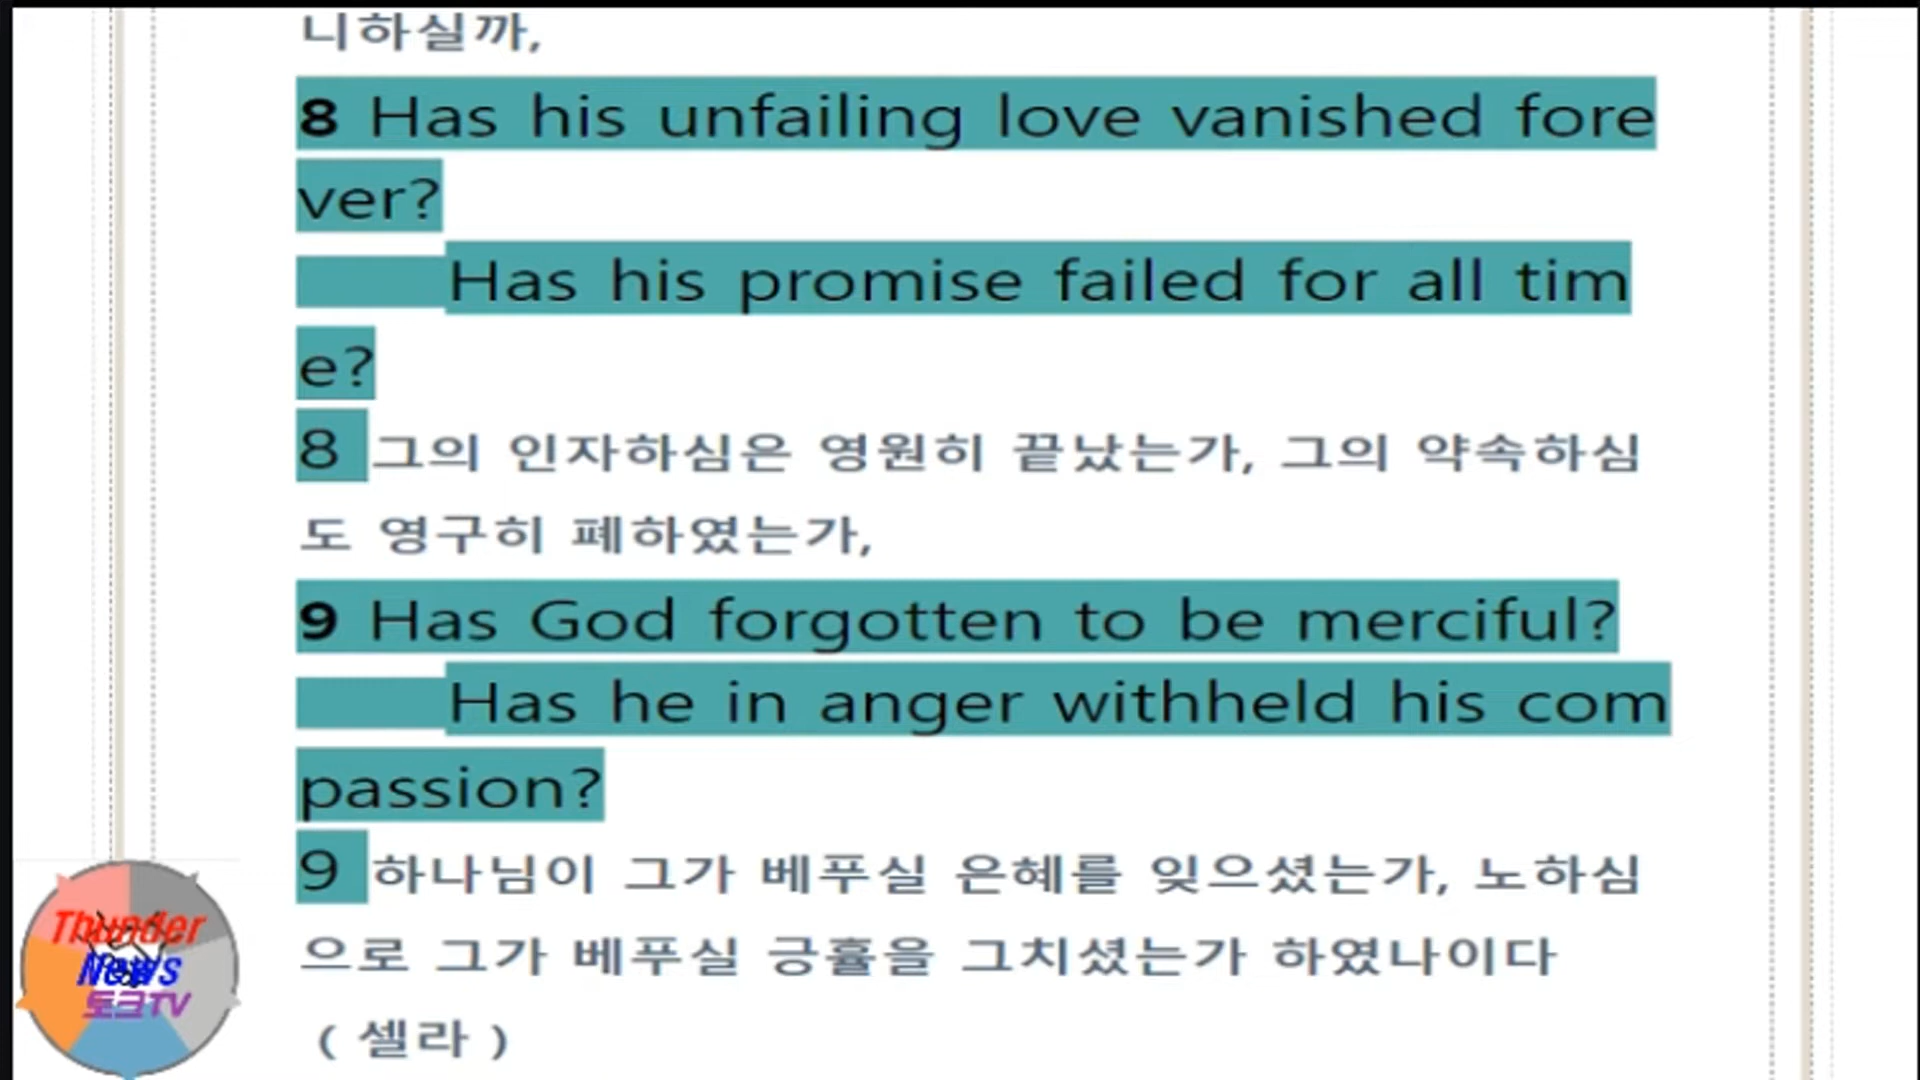 니하실까,
8 Has his unfailing love vanished fore
ver?
Has his promise failed for all tim
e?
8 그의 인자하심은 영원히 끝났는가, 그의 약속하심
도 영구히 폐하였는가,
9 Has God forgotten to be merciful?
Has he in anger withheld his com
passion?
9 하나님이 그가 베푸실 은혜를 잊으셨는가, 노하심
으로 그가 베푸실 긍휼을 그치셨는가 하였나이다
( 셀라 )
Thunder
News
토크TV